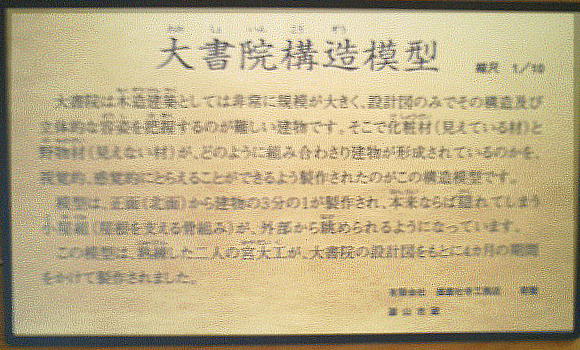 大書院構造模型
縮尺 1／10
大書院は木造建築としては非常に規模が大きく、設計図のみでその構造及び
立体的な容姿を把握するのが難しい建物です。そこで化粧材（見えている材）と
野物材（見えない材）が、どのように組み合わさり建物が形成されているのかを、
視覚的、感覚的にとらえることができるよう製作されたのがこの構造模型です。
模型は、正面（北面）から建物の3分の1が製作され、本来ならば隠れてしまう
小屋組（屋根を支える骨組み）が、外部から眺められるようになっています。
この模型は、熟練した二人の宮大工が、大書院の設計図をもとに4カ月の期間
をかけて製作されました。
有限会社